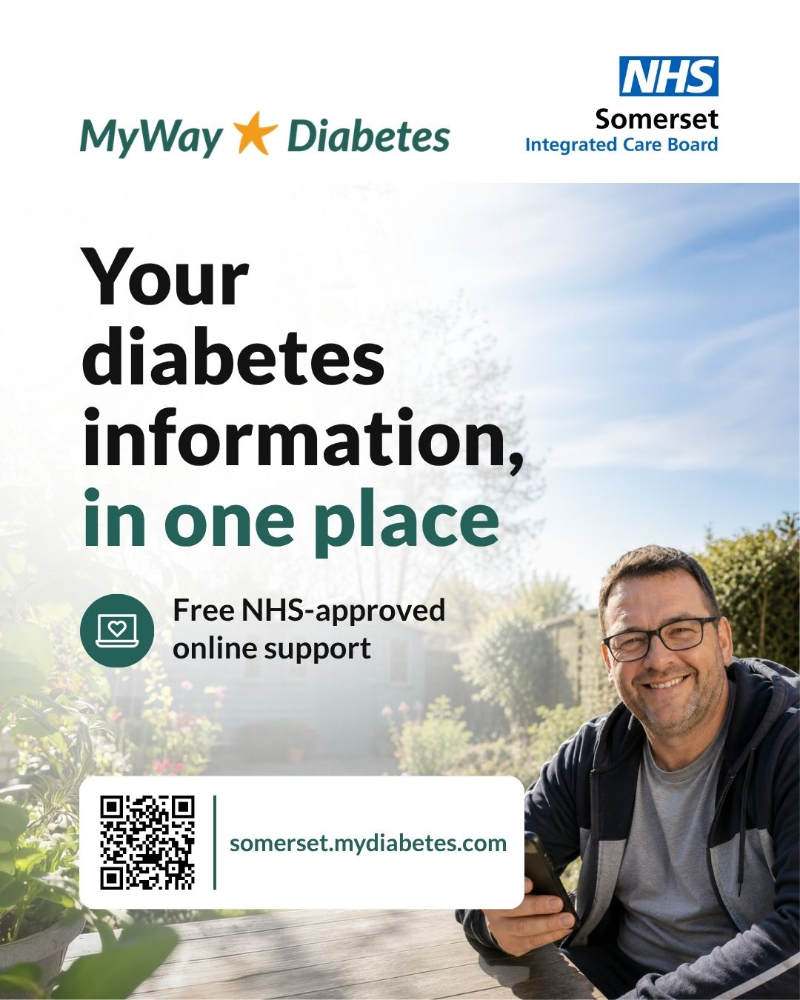 MyWay Diabetes
NHS
Somerset
Integrated Care Board
Your
diabetes
information,
in one place
Free NHS-approved
online support
somerset.mydiabetes.com